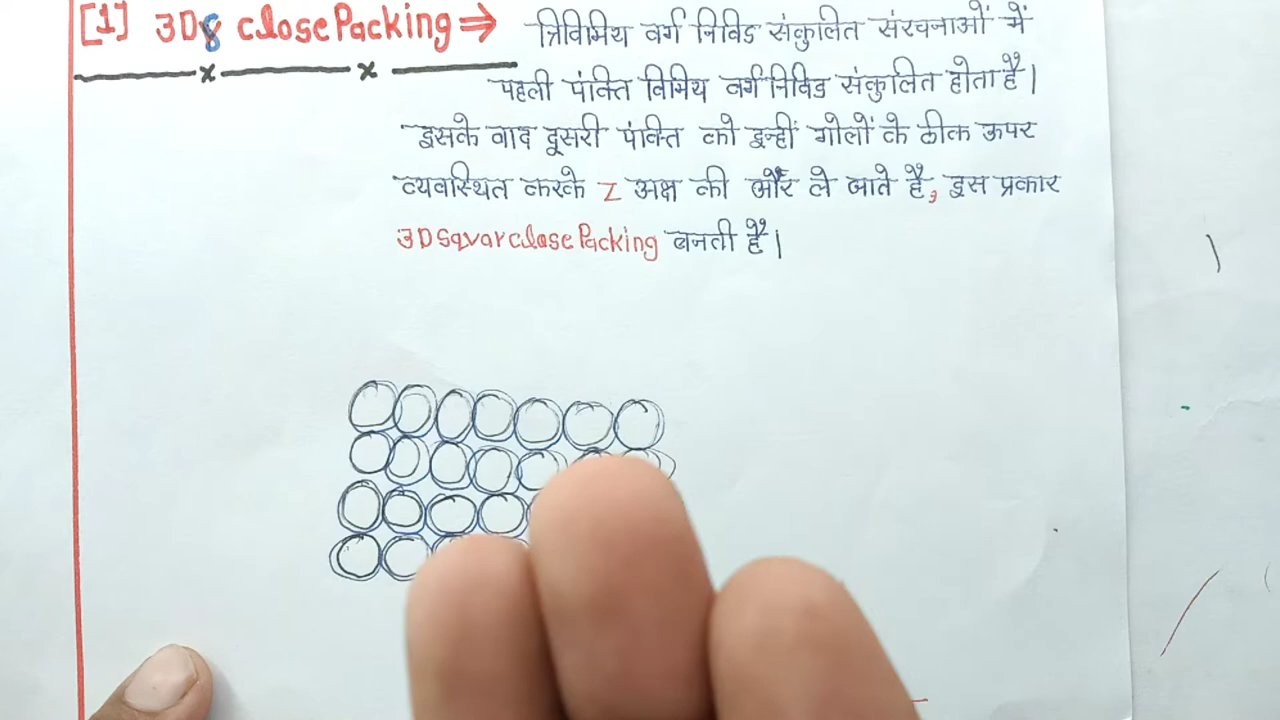 [1] 3D8 close Packing ⇒ त्रिविमिय वर्ग निविड संकुलित संरचनाओं में
पहली पंक्ति विमिय वर्ग निविड संकुलित होता है।
इसके वाद दूसरी पंक्ति को इन्हीं गोलों के ठीक ऊपर
व्यवस्थित करके Z अक्ष की और ले जाते है, इस प्रकार
3D Squar close Packing बनती है।